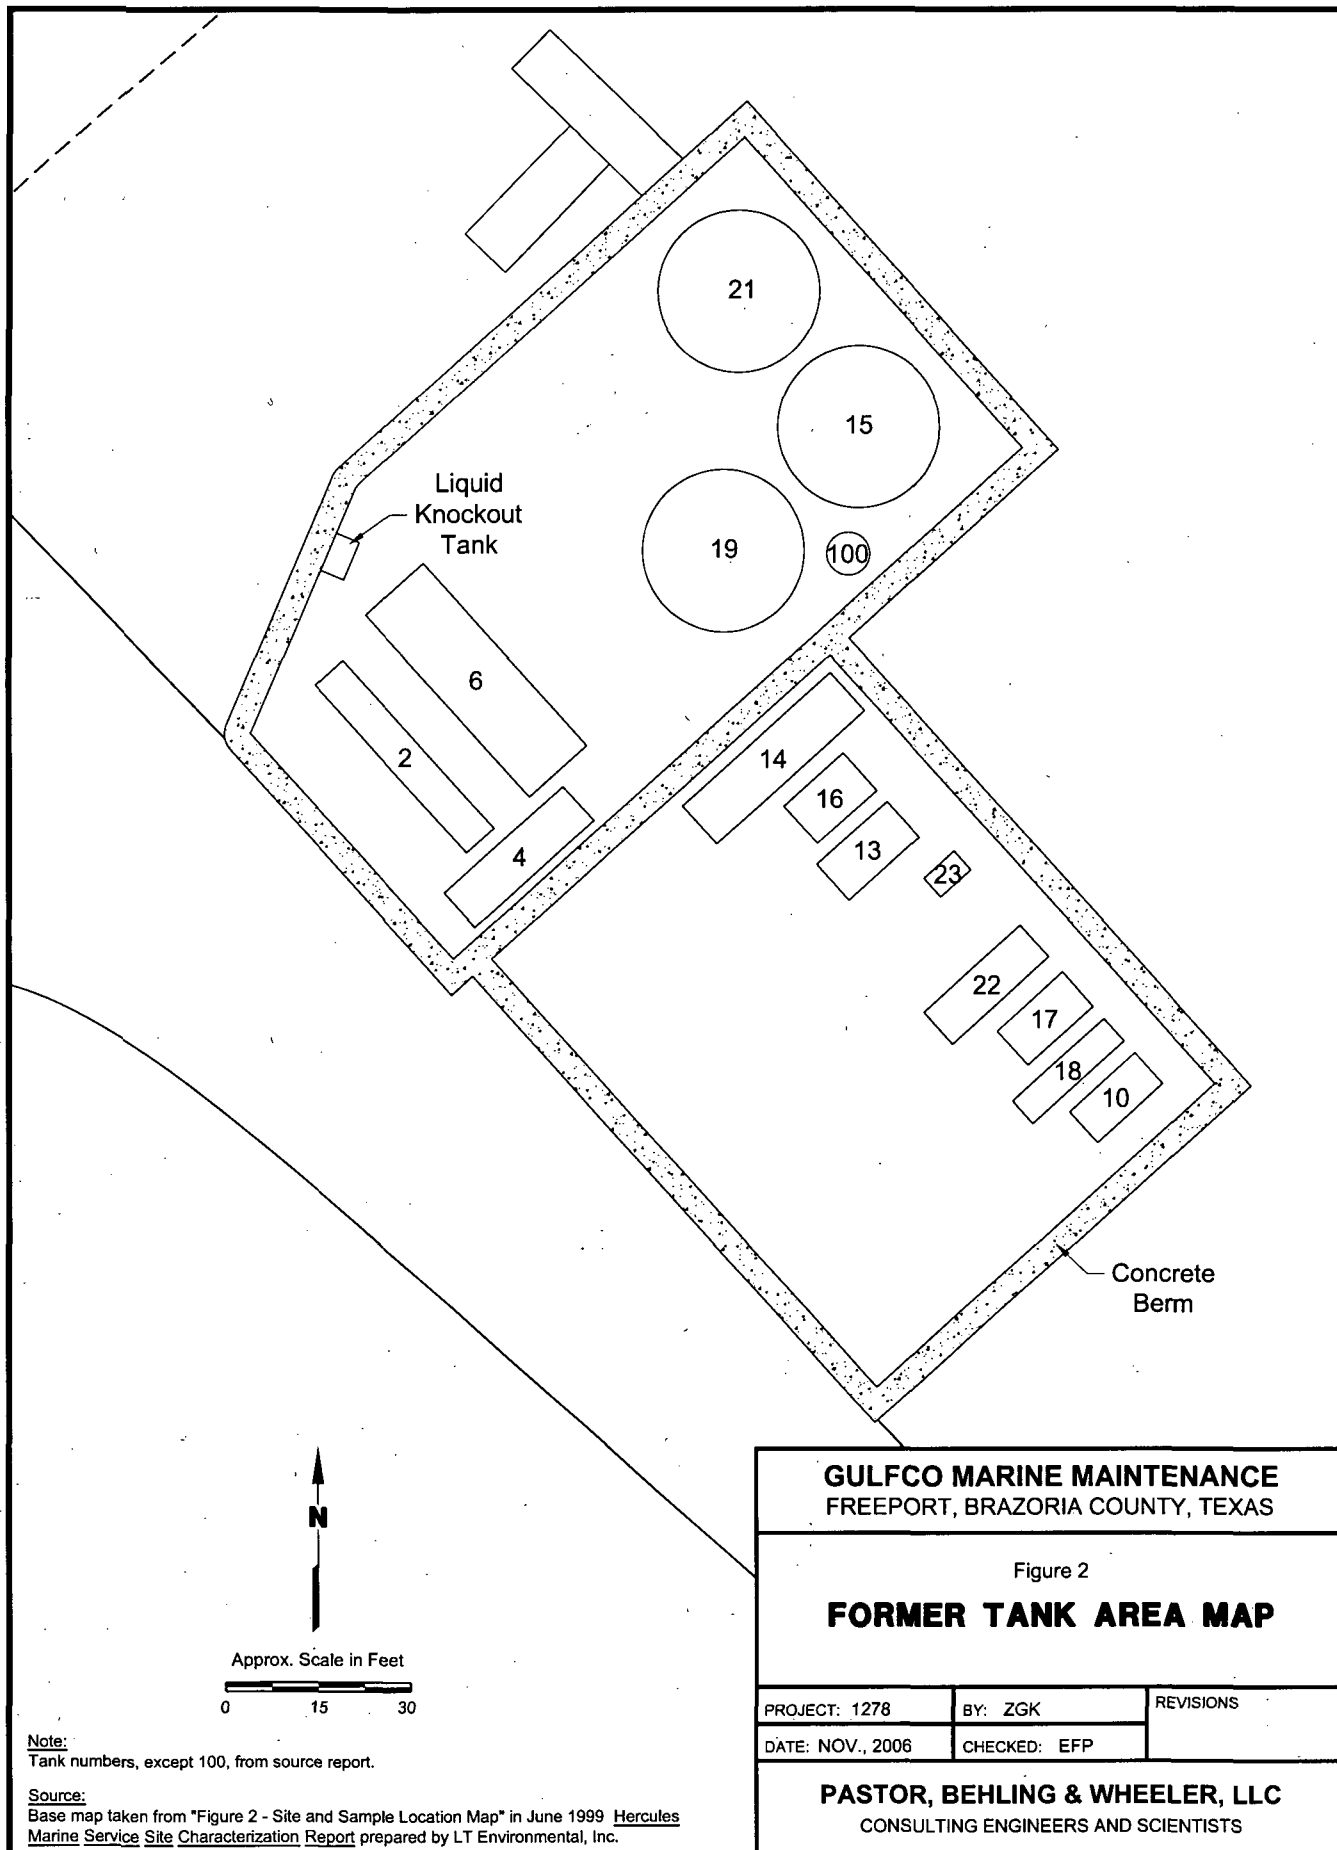 21
15
Liquid
Knockout
Tank
19
100
6
2
14
16
4
13
23
22
17
18
10
Concrete
Berm
N
Approx. Scale in Feet
0 15 30
Note:
Tank numbers, except 100, from source report.
Source:
Base map taken from "Figure 2 - Site and Sample Location Map" in June 1999 Hercules
Marine Service Site Characterization Report prepared by LT Environmental, Inc.
GULFCO MARINE MAINTENANCE
FREEPORT, BRAZORIA COUNTY, TEXAS
Figure 2
FORMER TANK AREA MAP
PROJECT: 1278 BY: ZGK REVISIONS
DATE: NOV., 2006 CHECKED: EFP
PASTOR, BEHLING & WHEELER, LLC
CONSULTING ENGINEERS AND SCIENTISTS